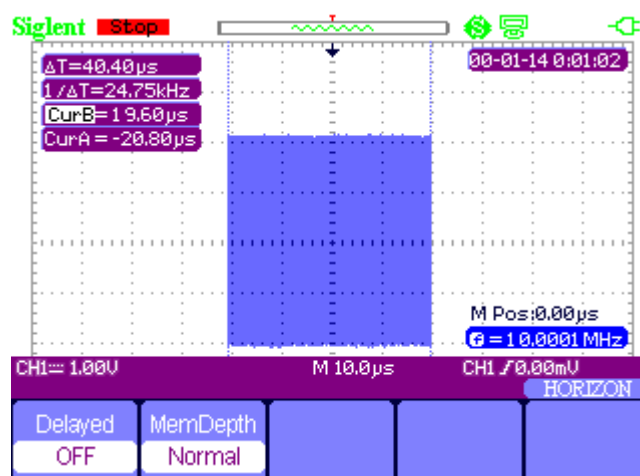 Siglent Stop
ΔT=40.40µs
1/ΔT=24.75kHz
CurB=19.60µs
CurA=-20.80µs
00-01-14 0:01:02
M Pos:0.00µs
f=10.0001MHz
CH1 1.00V
M 10.0µs
CH1 0.00mV
HORIZON
Delayed
OFF
MemDepth
Normal